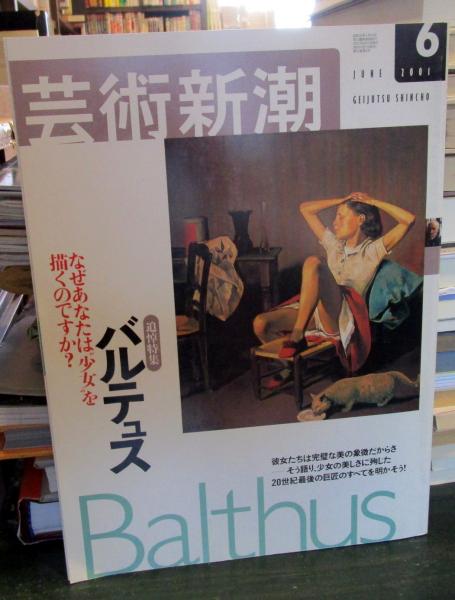 芸術新潮
6
JUNE 2001
GEIJUTSU SHINCHO
なぜあなたは“少女”を
描くのですか？
追悼特集
バルテュス
彼女たちは完璧な美の象徴だからさ
そう語り、少女の美しさに殉した
20世紀最後の巨匠のすべてを明かそう!
Balthus